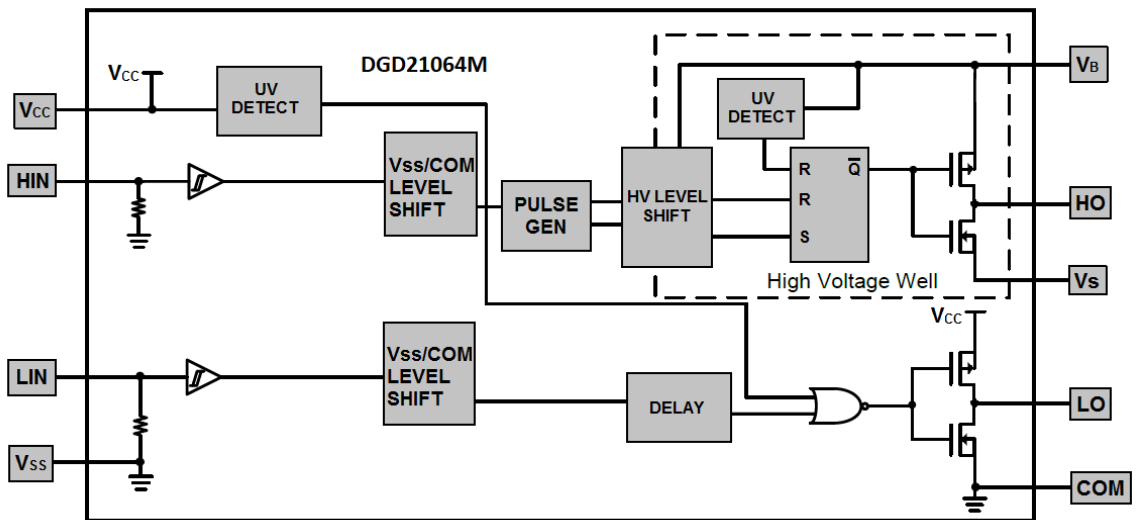 DGD21064M
VCC
VCC
UV
DETECT
VB
UV
DETECT
HIN
Vss/COM
LEVEL
SHIFT
PULSE
GEN
HV LEVEL
SHIFT
R
Q
R
S
HO
High Voltage Well
Vs
VCC
LIN
Vss/COM
LEVEL
SHIFT
DELAY
LO
VSS
COM